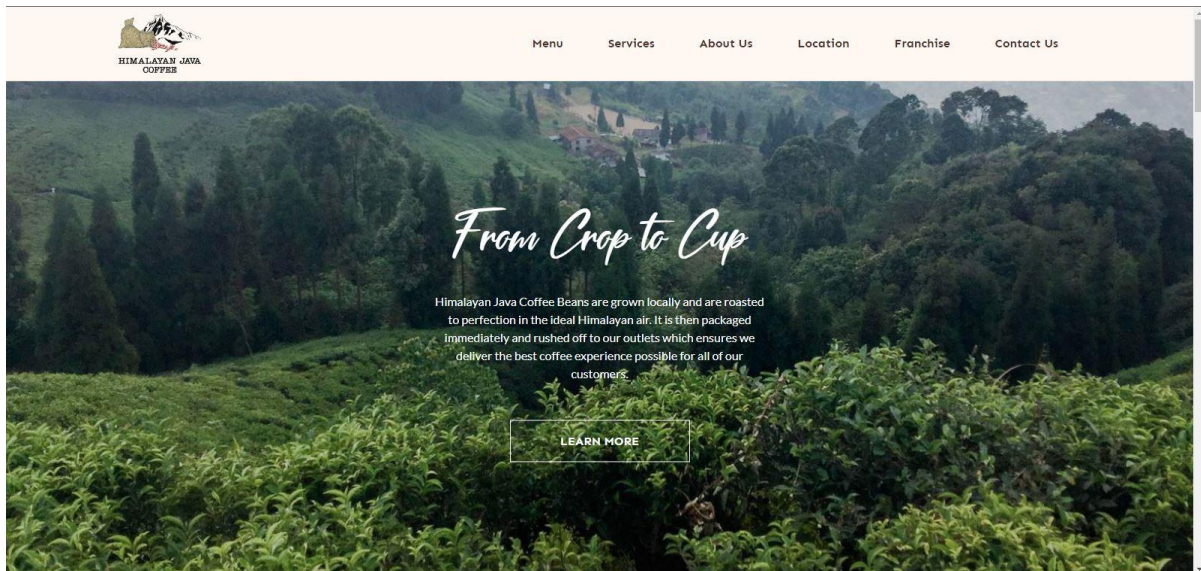 HIMALAYAN JAVA
COFFEE
Menu Services About Us Location Franchise Contact Us
From Crop to Cup
Himalayan Java Coffee Beans are grown locally and are roasted
to perfection in the ideal Himalayan air. It is then packaged
immediately and rushed off to our outlets which ensures we
deliver the best coffee experience possible for all of our
customers.
LEARN MORE